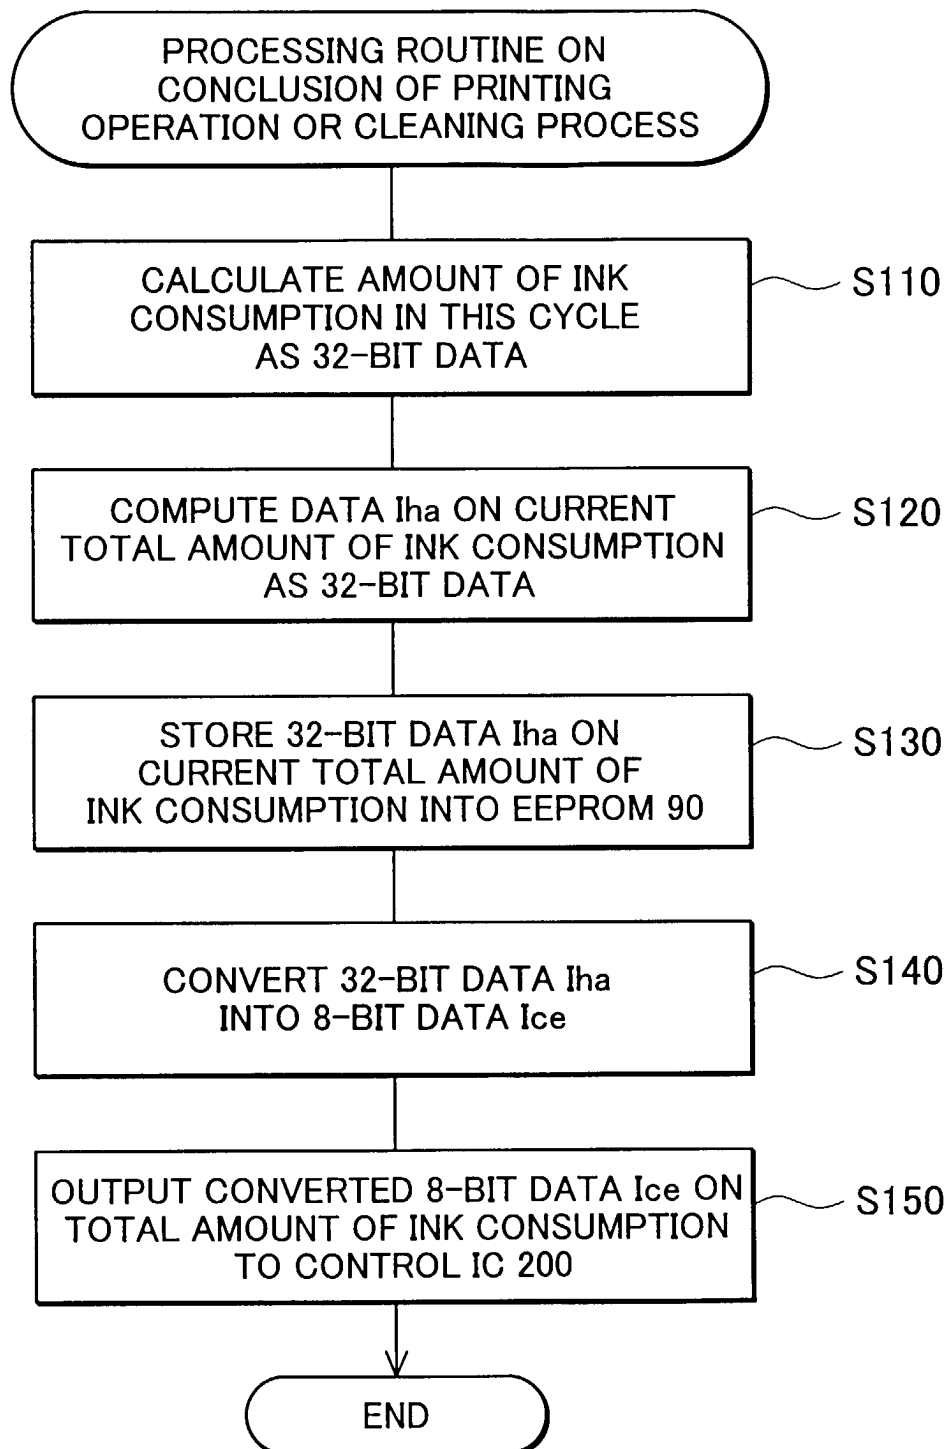 PROCESSING ROUTINE ON
CONCLUSION OF PRINTING
OPERATION OR CLEANING PROCESS
CALCULATE AMOUNT OF INK
CONSUMPTION IN THIS CYCLE
AS 32-BIT DATA
S110
COMPUTE DATA Iha ON CURRENT
TOTAL AMOUNT OF INK CONSUMPTION
AS 32-BIT DATA
S120
STORE 32-BIT DATA Iha ON
CURRENT TOTAL AMOUNT OF
INK CONSUMPTION INTO EEPROM 90
S130
CONVERT 32-BIT DATA Iha
INTO 8-BIT DATA Ice
S140
OUTPUT CONVERTED 8-BIT DATA Ice ON
TOTAL AMOUNT OF INK CONSUMPTION
TO CONTROL IC 200
S150
END